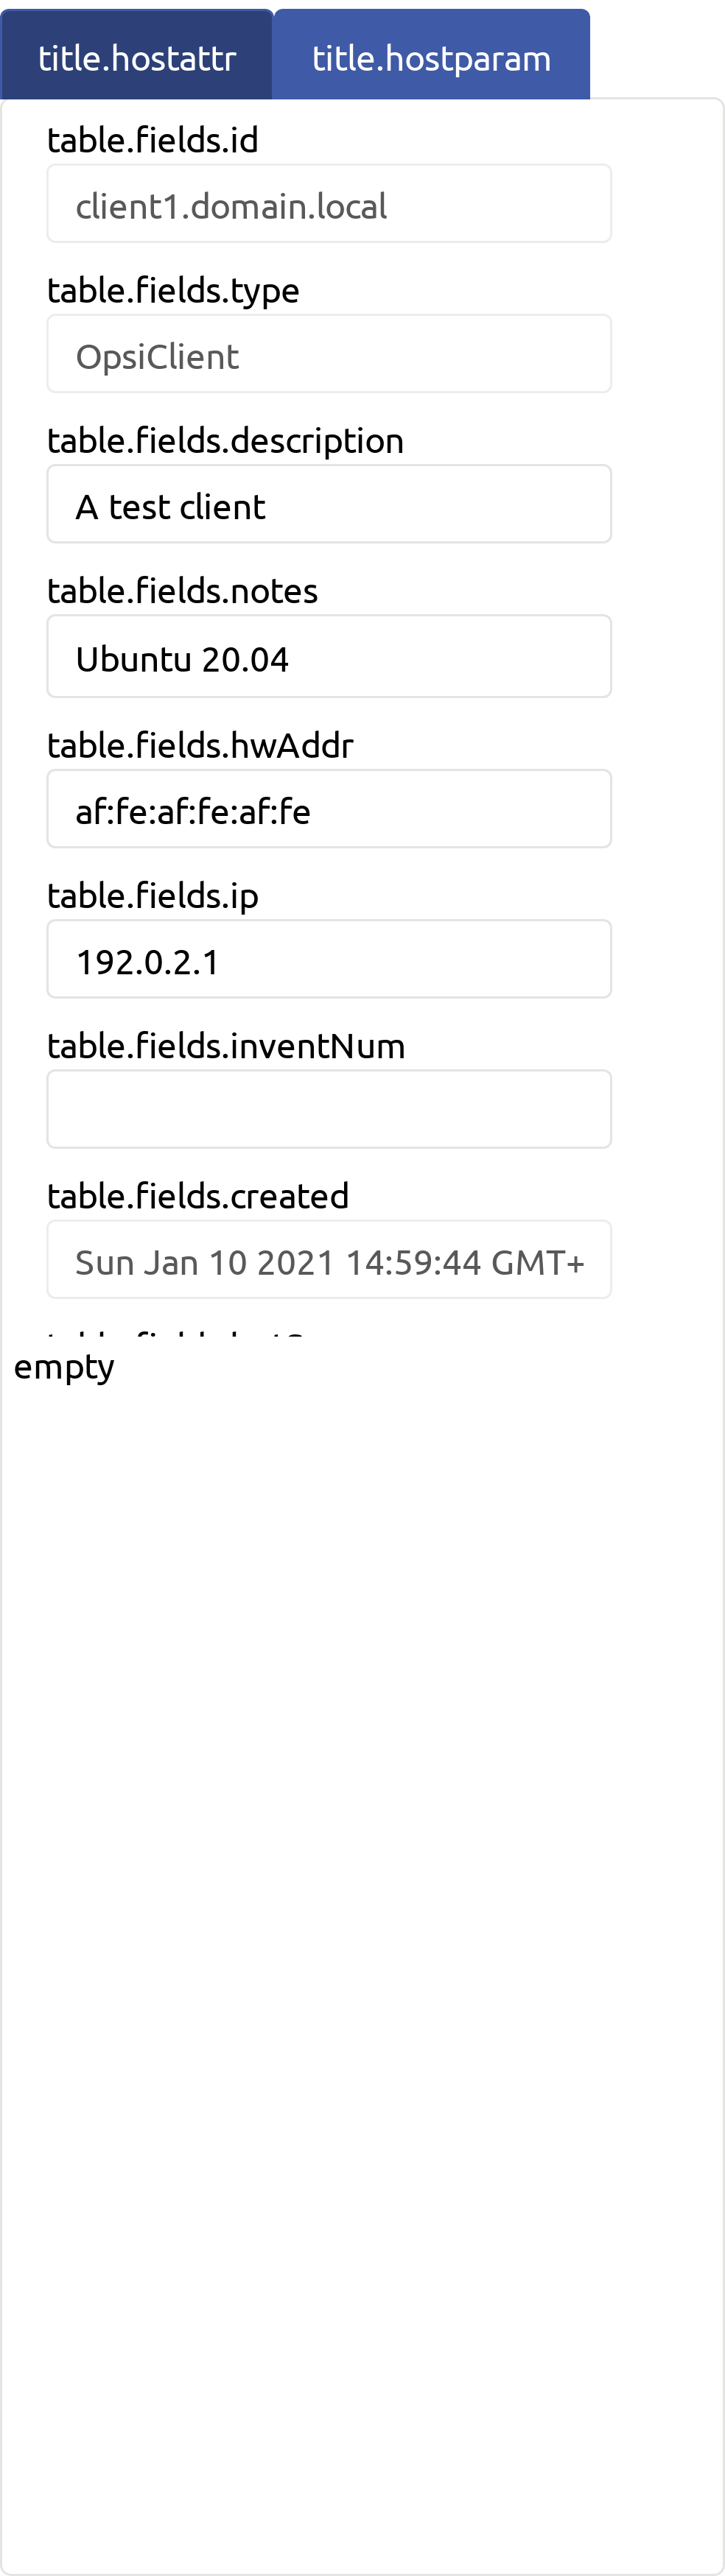 title.hostattr title.hostparam
table.fields.id
client1.domain.local
table.fields.type
OpsiClient
table.fields.description
A test client
table.fields.notes
Ubuntu 20.04
table.fields.hwAddr
af:fe:af:fe:af:fe
table.fields.ip
192.0.2.1
table.fields.inventNum
table.fields.created
Sun Jan 10 2021 14:59:44 GMT+
empty